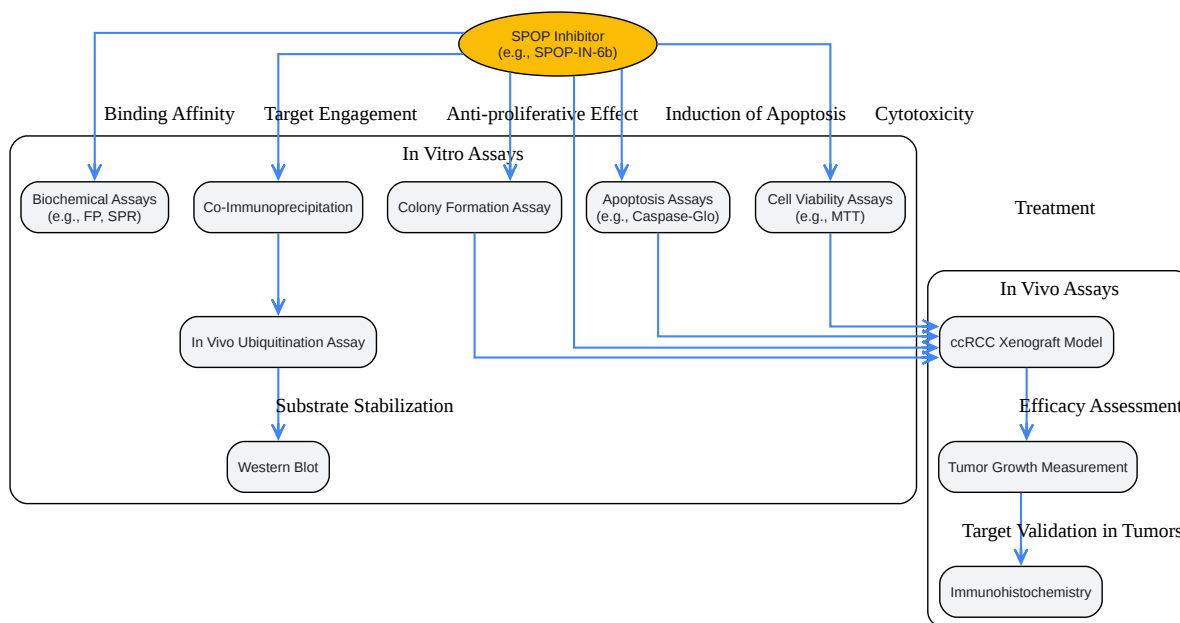 SPOP Inhibitor
(e.g., SPOP-IN-6b)
Binding Affinity
Target Engagement
Anti-proliferative Effect
Induction of Apoptosis
Cytotoxicity
In Vitro Assays
Biochemical Assays
(e.g., FP, SPR)
Co-Immunoprecipitation
Colony Formation Assay
Apoptosis Assays
(e.g., Caspase-Glo)
Cell Viability Assays
(e.g., MTT)
Treatment
In Vivo Assays
In Vivo Ubiquitination Assay
ccRCC Xenograft Model
Substrate Stabilization
Efficacy Assessment
Western Blot
Tumor Growth Measurement
Target Validation in Tumors
Immunohistochemistry